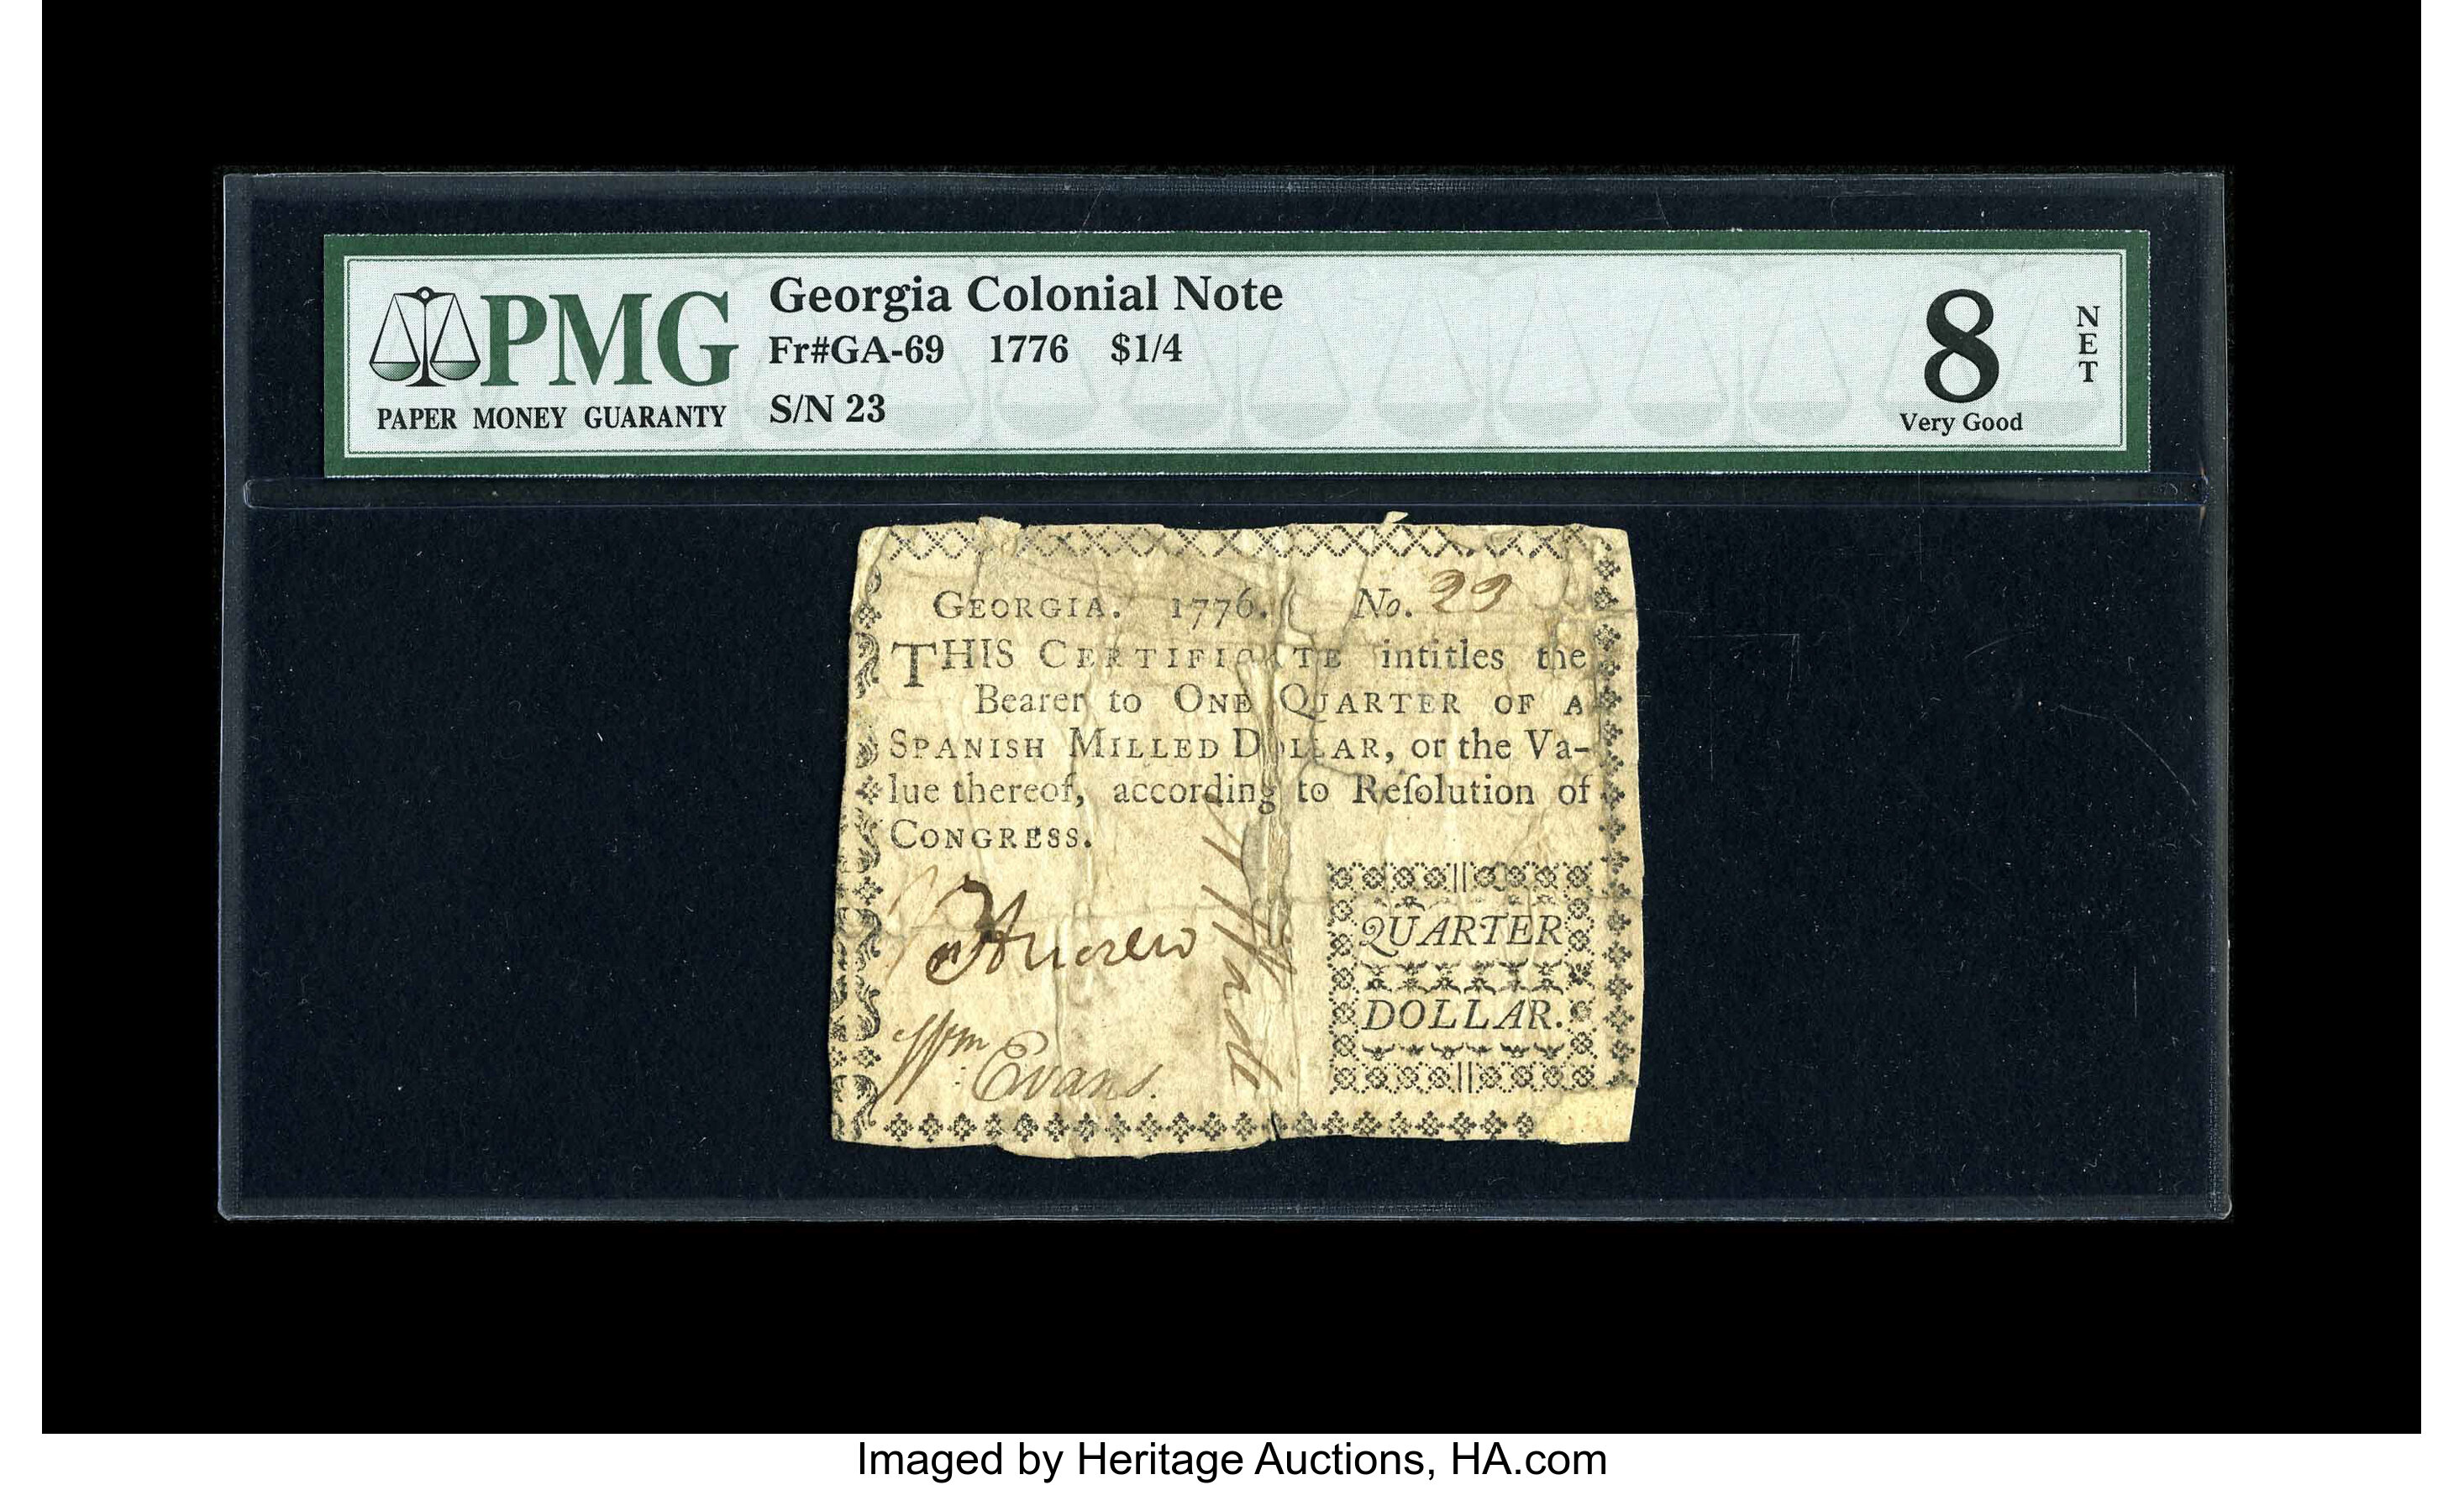 PMG
PAPER MONEY GUARANTY
Georgia Colonial Note
Fr#GA-69 1776 $1/4
S/N 23
8
Very Good
NET
GEORGIA. 1776. No. 23
THIS CERTIFICATE intitles the
Bearer to ONE QUARTER OF A
SPANISH MILLED DOLLAR, or the Va-
lue thereof, according to Reſolution of
CONGRESS.
QUARTER
DOLLAR.
Andrew
Wm Evans.
Imaged by Heritage Auctions, HA.com